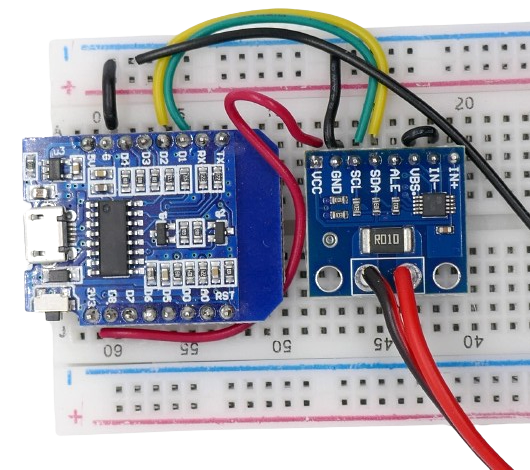 20
5V G D4 D3 D2 D1 RX TX
VCC GND SCL SDA ALE VBS IN- IN+
R010
3V3 D8 D7 D6 D5 D0 A0 RST
60 55 50 45 40
+